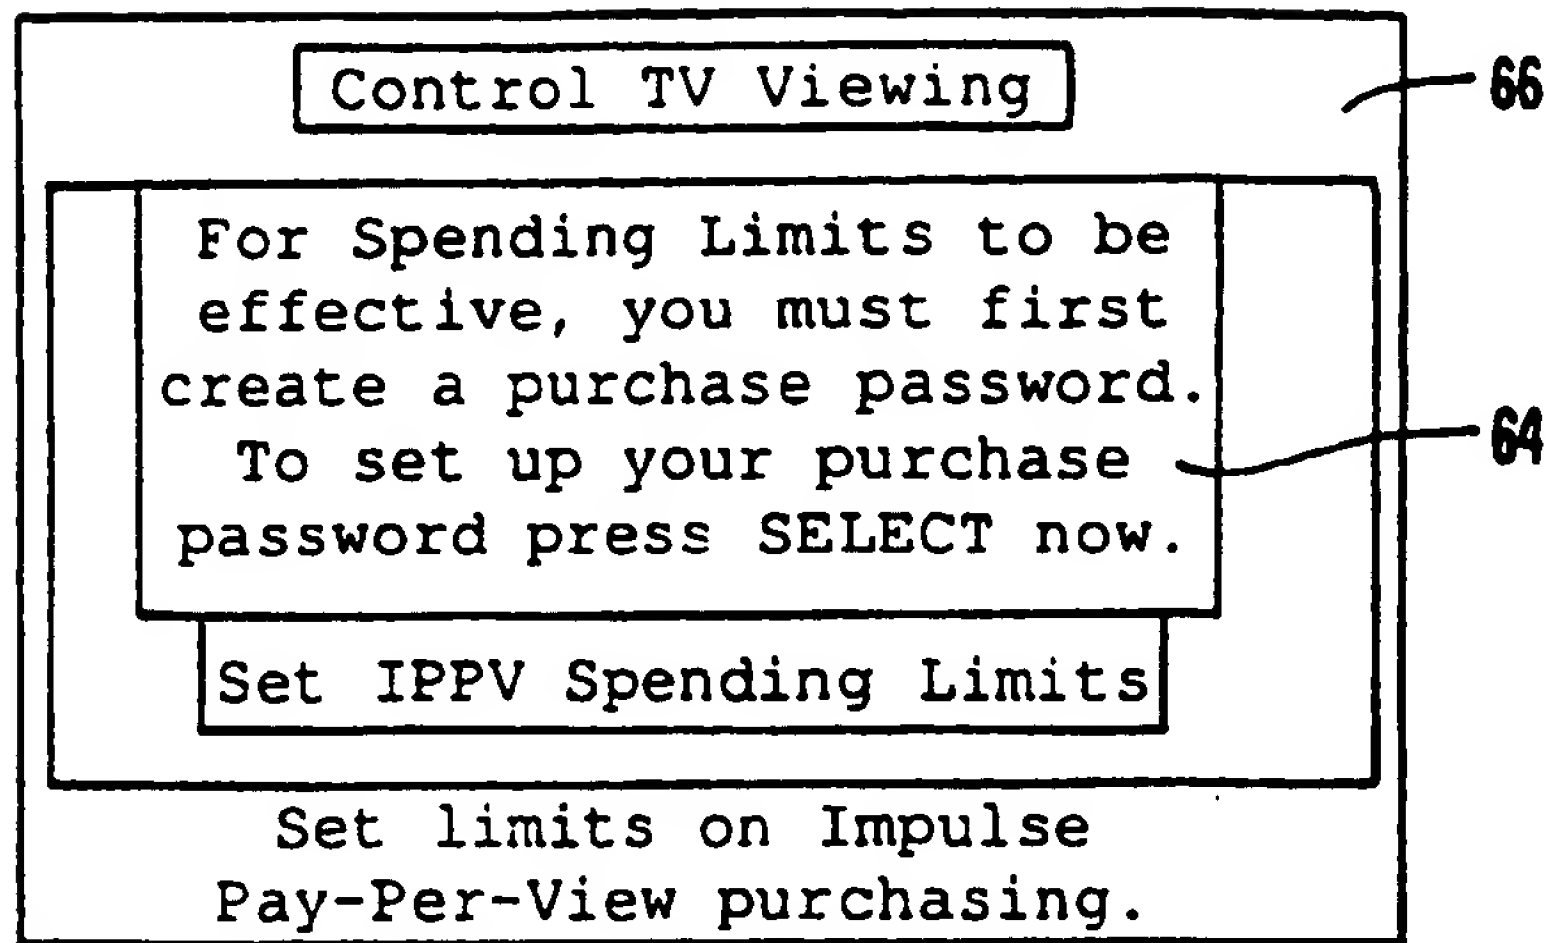 Control TV Viewing
66
For Spending Limits to be
effective, you must first
create a purchase password.
To set up your purchase
password press SELECT now.
64
Set IPPV Spending Limits
Set limits on Impulse
Pay-Per-View purchasing.